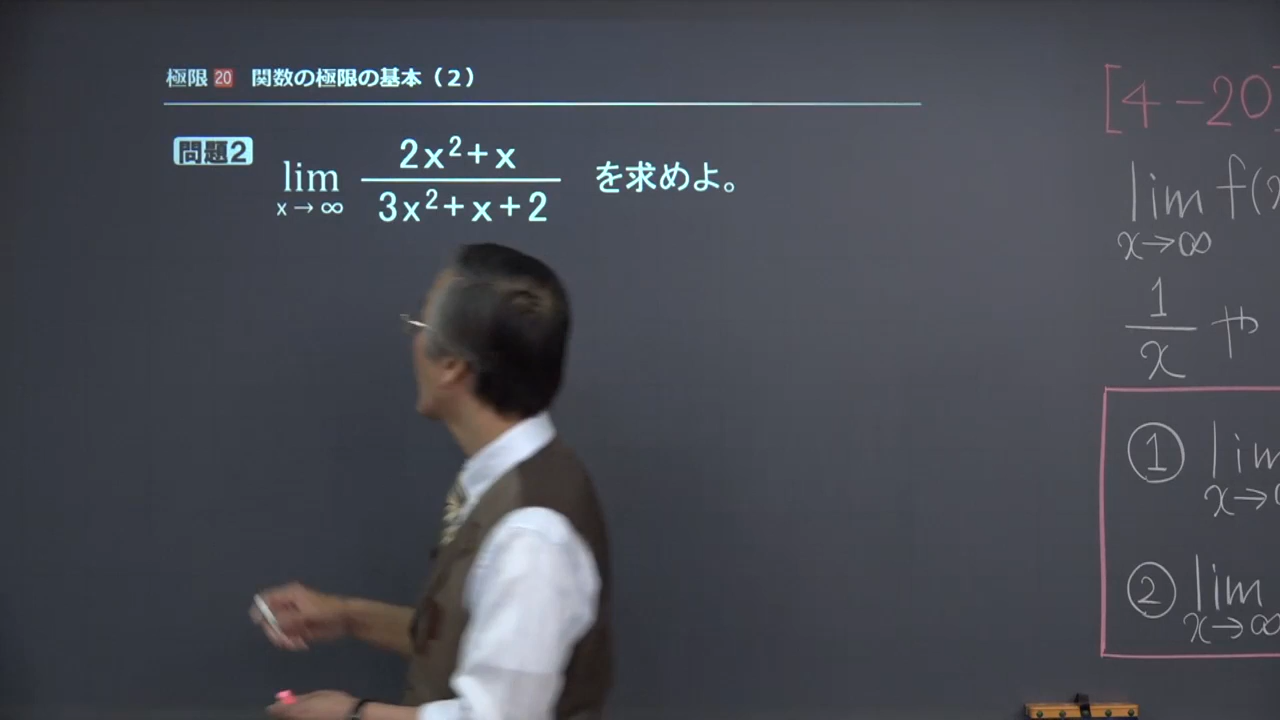 極限 20 関数の極限の基本（2）
問題2 lim x→∞ 2x²+x / 3x²+x+2 を求めよ。
[4-20]
lim x→∞ f(x
1/x や
① lim x→
② lim x→∞